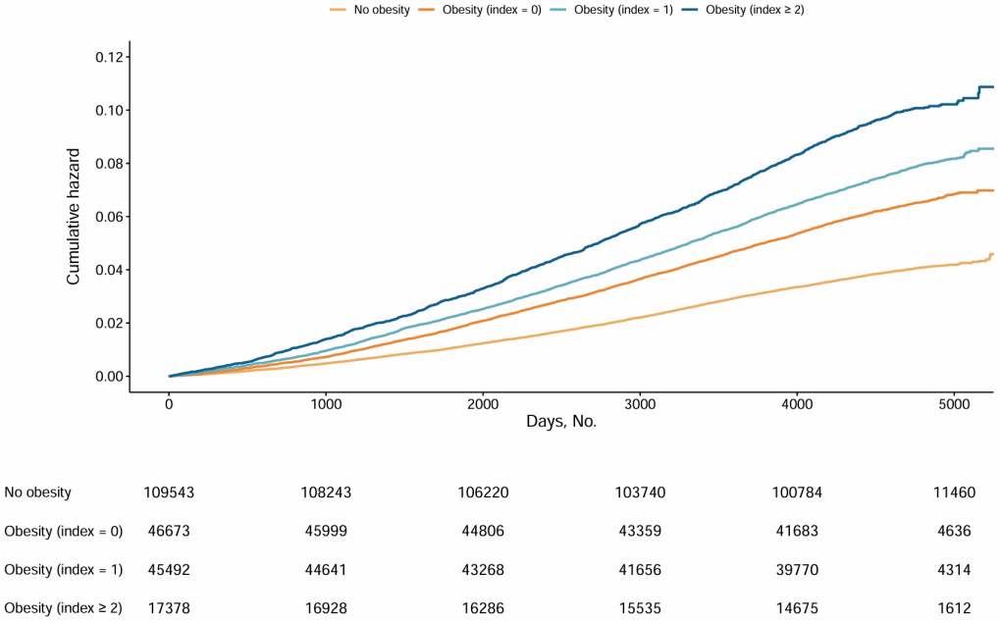 No obesity Obesity (index = 0) Obesity (index = 1) Obesity (index ≥ 2)
0.12
0.10
0.08
0.06
0.04
0.02
0.00
Cumulative hazard
0 1000 2000 3000 4000 5000
Days, No.
No obesity 109543 108243 106220 103740 100784 11460
Obesity (index = 0) 46673 45999 44806 43359 41683 4636
Obesity (index = 1) 45492 44641 43268 41656 39770 4314
Obesity (index ≥ 2) 17378 16928 16286 15535 14675 1612